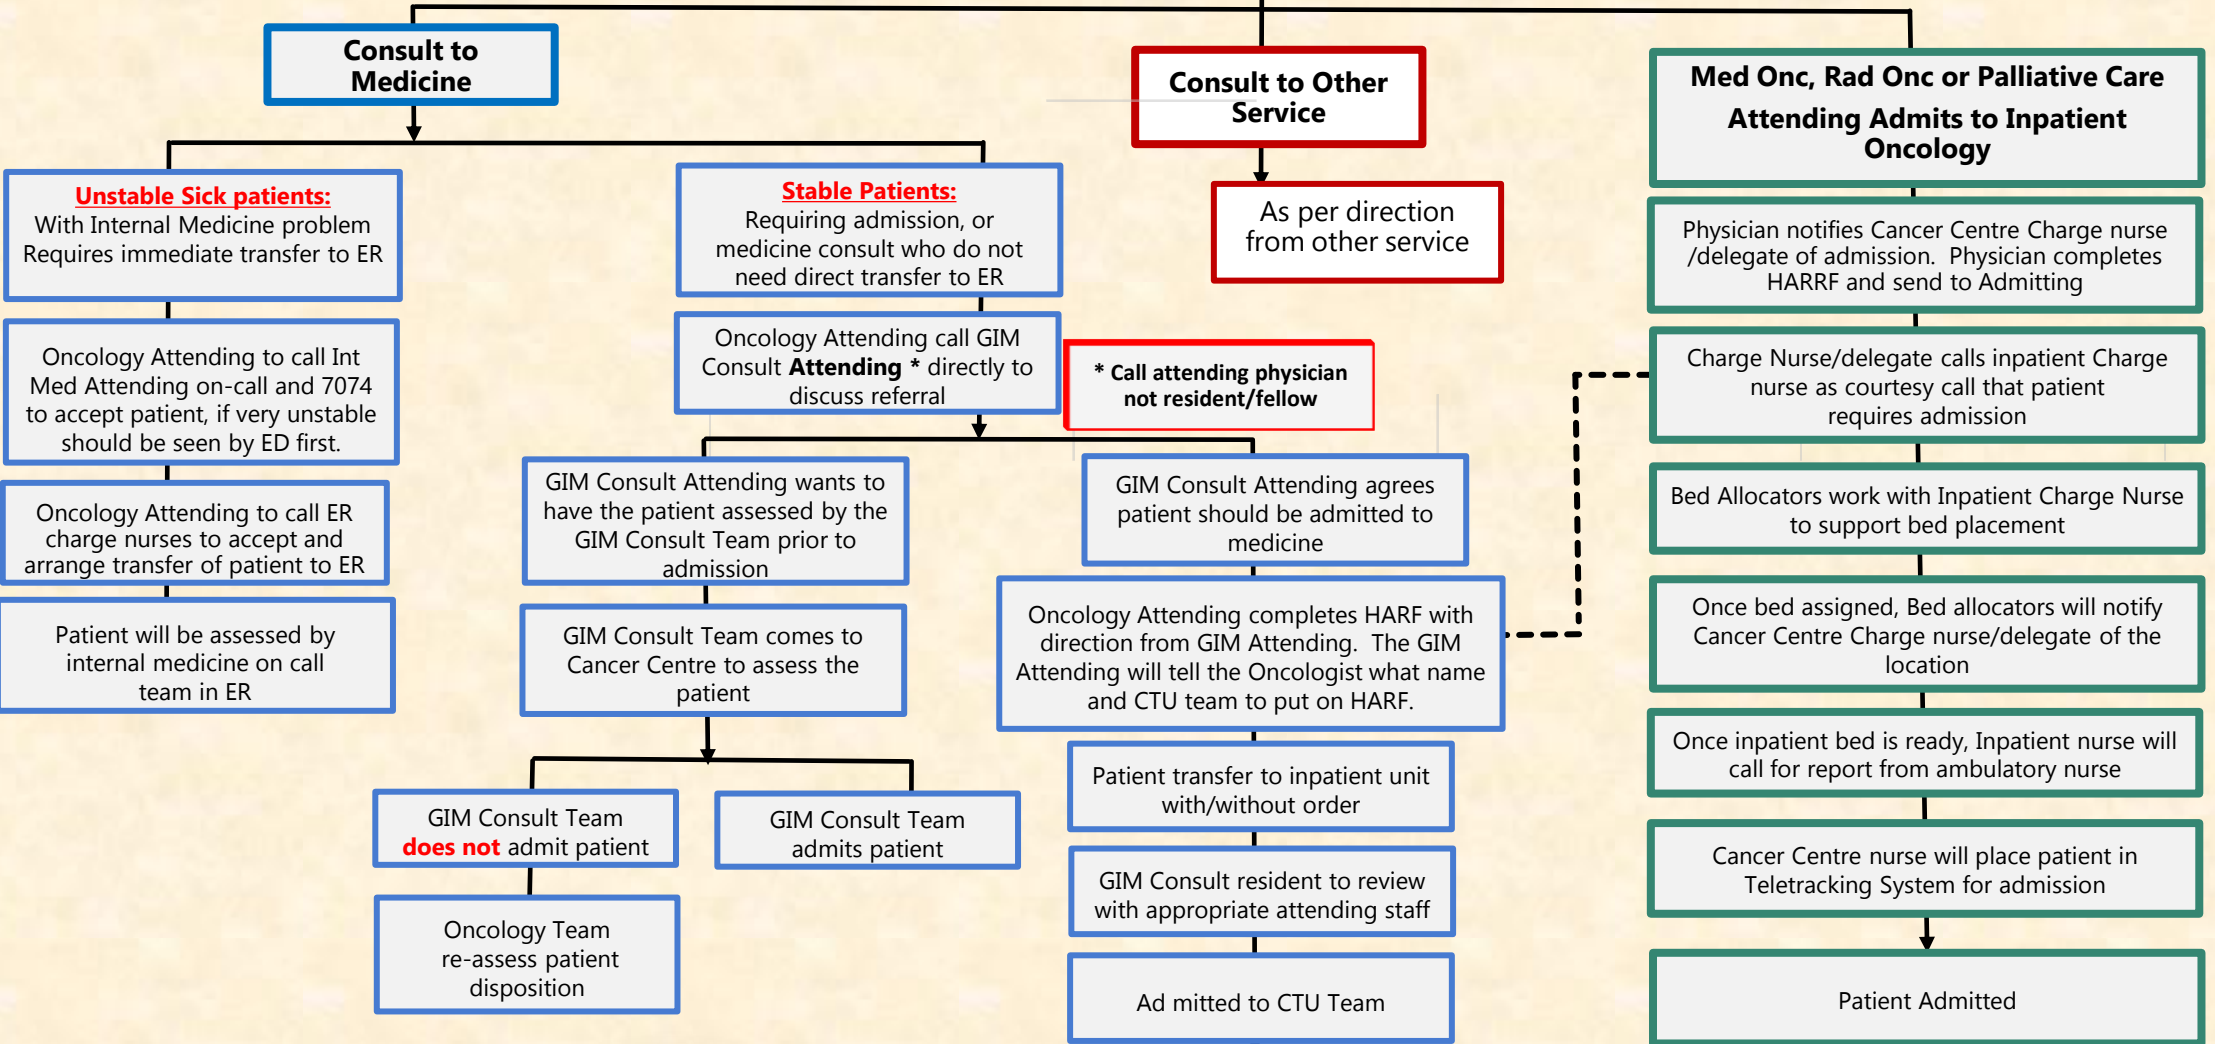 Consult to
Medicine
Consult to Other
Service
Med Onc, Rad Onc or Palliative Care
Attending Admits to Inpatient
Oncology
Unstable Sick patients:
With Internal Medicine problem
Requires immediate transfer to ER
Oncology Attending to call Int
Med Attending on-call and 7074
to accept patient, if very unstable
should be seen by ED first.
Oncology Attending to call ER
charge nurses to accept and
arrange transfer of patient to ER
Patient will be assessed by
internal medicine on call
team in ER
Stable Patients:
Requiring admission, or
medicine consult who do not
need direct transfer to ER
Oncology Attending call GIM
Consult Attending * directly to
discuss referral
* Call attending physician
not resident/fellow
GIM Consult Attending wants to
have the patient assessed by the
GIM Consult Team prior to
admission
GIM Consult Team comes to
Cancer Centre to assess the
patient
GIM Consult Team
does not admit patient
Oncology Team
re-assess patient
disposition
GIM Consult Team
admits patient
GIM Consult Attending agrees
patient should be admitted to
medicine
Oncology Attending completes HARF with
direction from GIM Attending. The GIM
Attending will tell the Oncologist what name
and CTU team to put on HARF.
Patient transfer to inpatient unit
with/without order
GIM Consult resident to review
with appropriate attending staff
Ad mitted to CTU Team
As per direction
from other service
Physician notifies Cancer Centre Charge nurse
/delegate of admission. Physician completes
HARRF and send to Admitting
Charge Nurse/delegate calls inpatient Charge
nurse as courtesy call that patient
requires admission
Bed Allocators work with Inpatient Charge Nurse
to support bed placement
Once bed assigned, Bed allocators will notify
Cancer Centre Charge nurse/delegate of the
location
Once inpatient bed is ready, Inpatient nurse will
call for report from ambulatory nurse
Cancer Centre nurse will place patient in
Teletracking System for admission
Patient Admitted